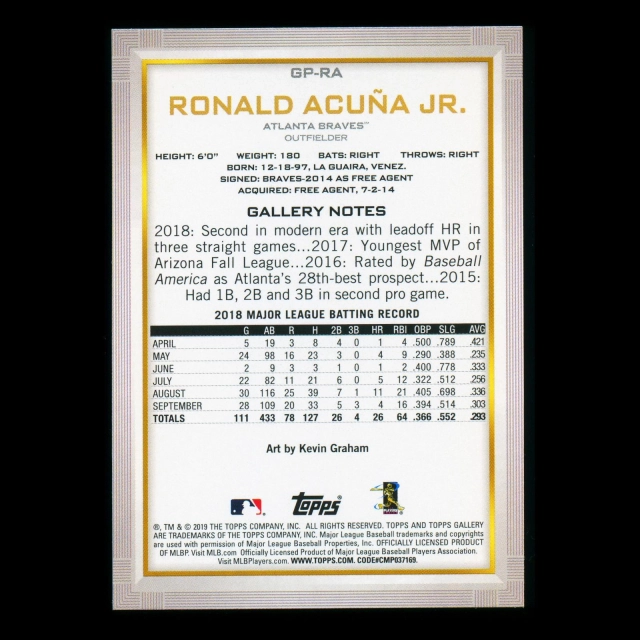 GP-RA
RONALD ACUÑA JR.
ATLANTA BRAVES™
OUTFIELDER
HEIGHT: 6'0" WEIGHT: 180 BATS: RIGHT THROWS: RIGHT
BORN: 12-18-97, LA GUAIRA, VENEZ.
SIGNED: BRAVES-2014 AS FREE AGENT
ACQUIRED: FREE AGENT, 7-2-14
GALLERY NOTES
2018: Second in modern era with leadoff HR in
three straight games...2017: Youngest MVP of
Arizona Fall League...2016: Rated by Baseball
America as Atlanta's 28th-best prospect...2015:
Had 1B, 2B and 3B in second pro game.
2018 MAJOR LEAGUE BATTING RECORD
G AB R H 2B 3B HR RBI OBP SLG AVG
APRIL 5 19 3 8 4 0 1 4 .500 .789 .421
MAY 24 98 16 23 3 0 4 9 .290 .388 .235
JUNE 2 9 3 3 1 0 1 2 .400 .778 .333
JULY 22 82 11 21 6 0 5 12 .322 .512 .256
AUGUST 30 116 25 39 7 1 11 21 .405 .698 .336
SEPTEMBER 28 109 20 33 5 3 4 16 .394 .514 .303
TOTALS 111 433 78 127 26 4 26 64 .366 .552 .293
Art by Kevin Graham
TOPPS
®, TM & © 2019 THE TOPPS COMPANY, INC. ALL RIGHTS RESERVED. TOPPS AND TOPPS GALLERY
ARE TRADEMARKS OF THE TOPPS COMPANY, INC. Major League Baseball trademarks and copyrights
are used with permission of Major League Baseball Properties, Inc. OFFICIALLY LICENSED PRODUCT
OF MLBP. Visit MLB.com Officially Licensed Product of Major League Baseball Players Association.
Visit MLBPlayers.com. WWW.TOPPS.COM. CODE#CMP037169.